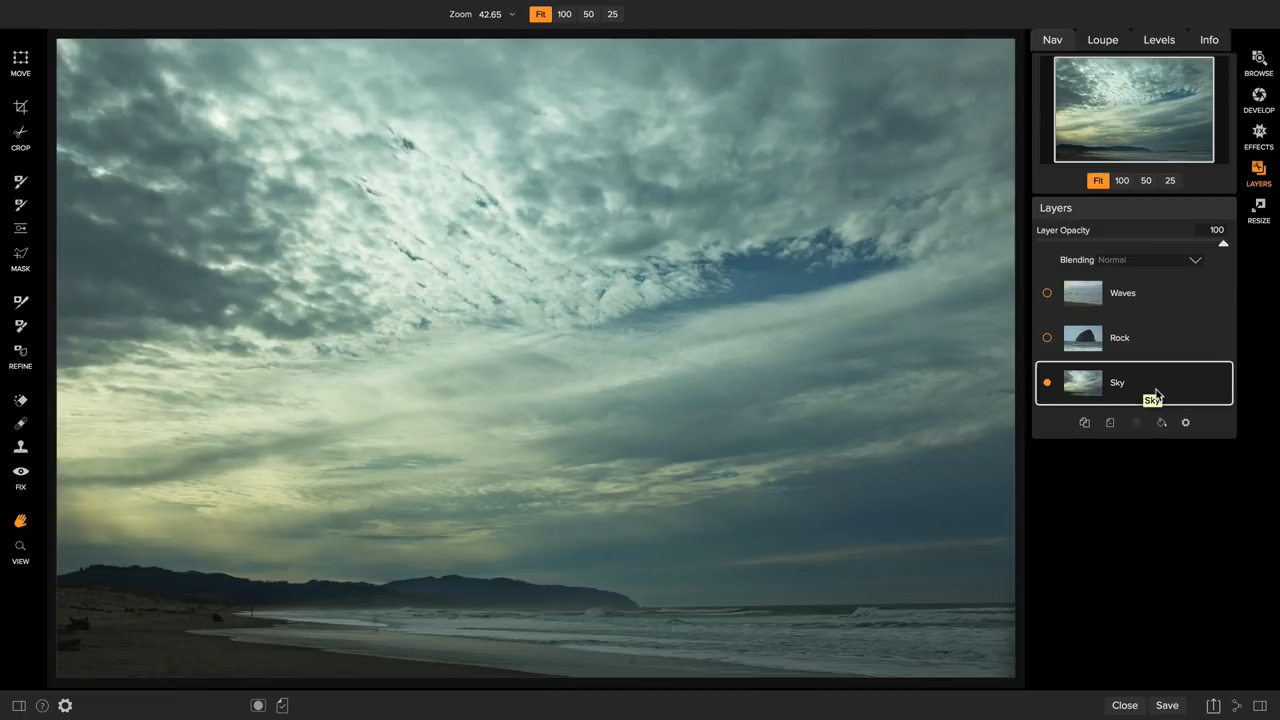 Zoom 42.65 Fit 100 50 25
MOVE
CROP
MASK
REFINE
FIX
VIEW
Nav Loupe Levels Info
Fit 100 50 25
Layers
Layer Opacity 100
Blending Normal
Waves
Rock
Sky
Sky
BROWSE
DEVELOP
EFFECTS
LAYERS
RESIZE
Close Save